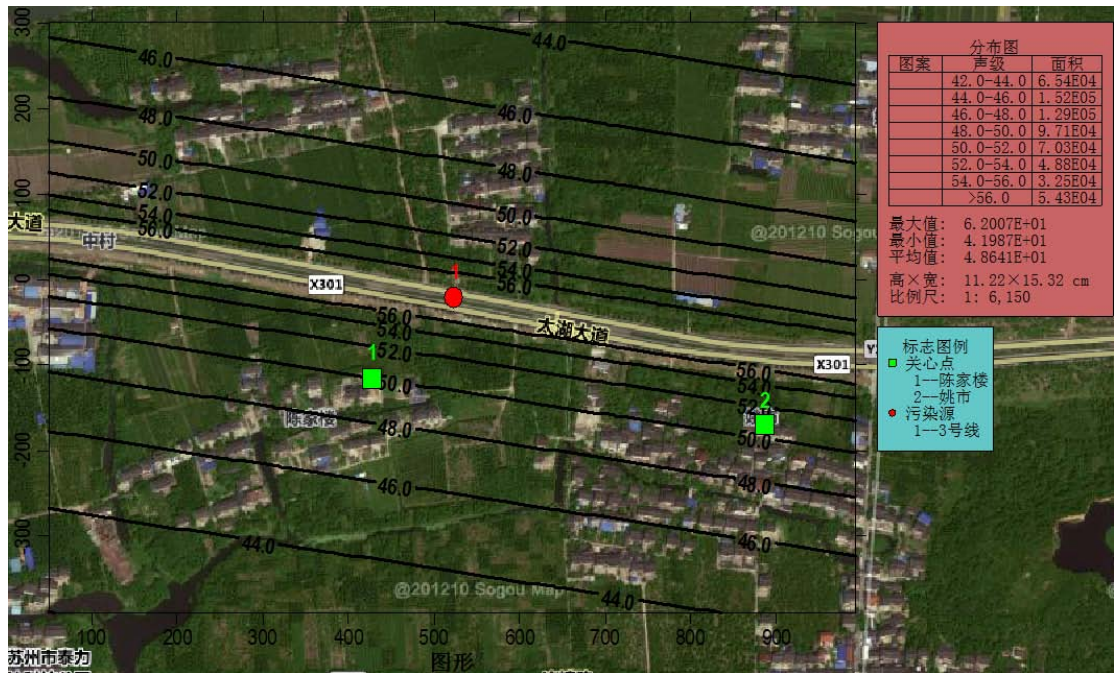 300
200
100
-100
-200
-300
44.0
46.0
46.0
48.0
48.0
50.0
50.0
52.0
52.0
54.0
54.0
56.0
56.0
大道
中村
@201210 Sogou
X301
1
太湖大道
56.0
54.0
52.0
1
50.0
48.0
46.0
44.0
陈家楼
X301
56.0
54.0
52
2
50.0
48.0
46.0
44.0
@201210 Sogou Map
100 200 300 400 500 600 700 800 900
图形
苏州市泰力
分布图
图案 声级 面积
42.0-44.0 6.54E04
44.0-46.0 1.52E05
46.0-48.0 1.29E05
48.0-50.0 9.71E04
50.0-52.0 7.03E04
52.0-54.0 4.88E04
54.0-56.0 3.25E04
>56.0 5.43E04
最大值: 6.2007E+01
最小值: 4.1987E+01
平均值: 4.8641E+01
高×宽: 11.22×15.32 cm
比例尺: 1: 6,150
标志图例
关心点
1--陈家楼
2--姚市
污染源
1--3号线